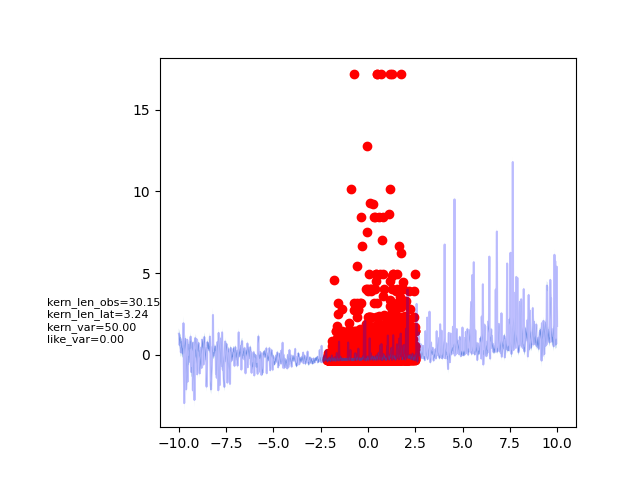 15
10
5
0
kern_len_obs=30.15
kern_len_lat=3.24
kern_var=50.00
like_var=0.00
−10.0 −7.5 −5.0 −2.5 0.0 2.5 5.0 7.5 10.0